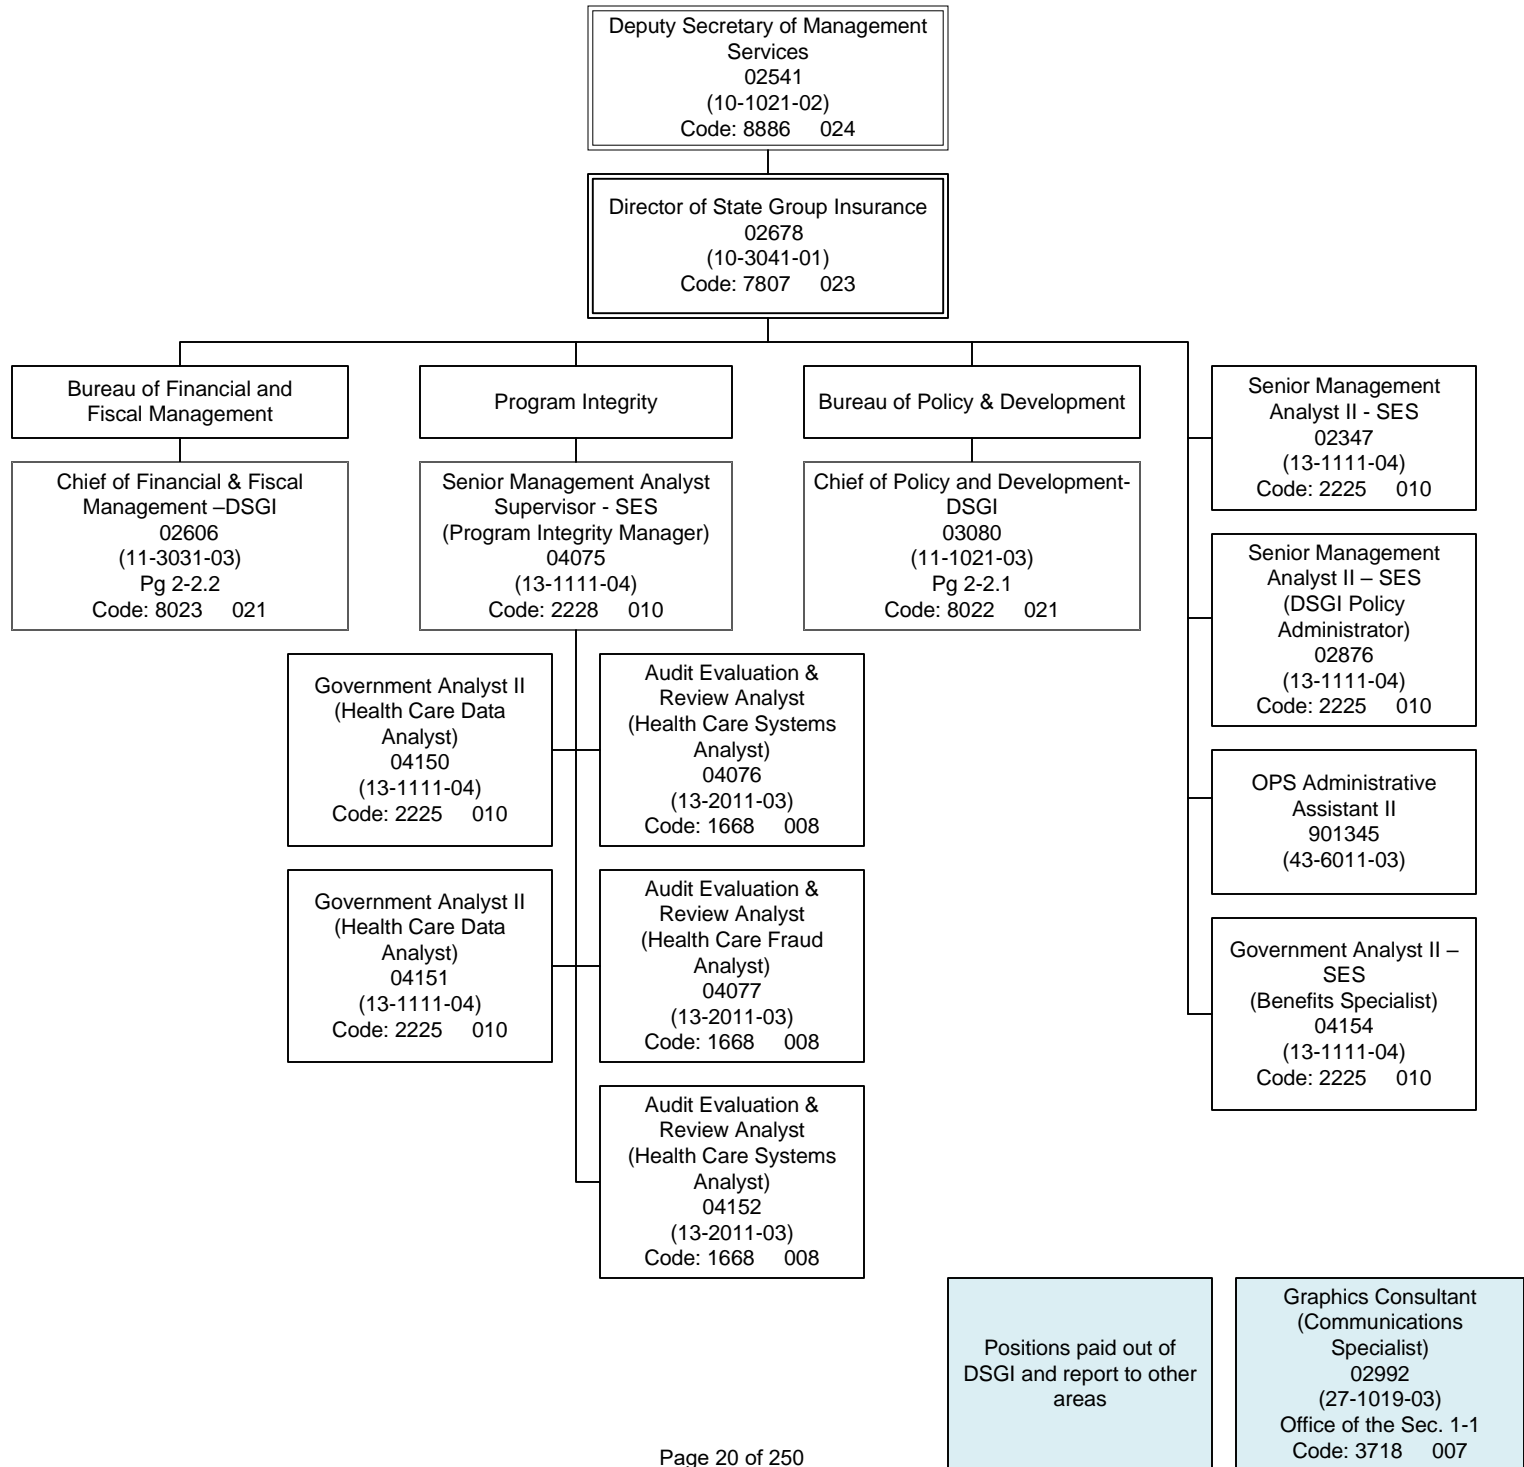 Deputy Secretary of Management
Services
02541
(10-1021-02)
Code: 8886 024
Director of State Group Insurance
02678
(10-3041-01)
Code: 7807 023
Bureau of Financial and
Fiscal Management
Program Integrity
Bureau of Policy & Development
Chief of Financial & Fiscal
Management –DSGI
02606
(11-3031-03)
Pg 2-2.2
Code: 8023 021
Senior Management Analyst
Supervisor - SES
(Program Integrity Manager)
04075
(13-1111-04)
Code: 2228 010
Chief of Policy and Development-
DSGI
03080
(11-1021-03)
Pg 2-2.1
Code: 8022 021
Senior Management
Analyst II - SES
02347
(13-1111-04)
Code: 2225 010
Senior Management
Analyst II – SES
(DSGI Policy
Administrator)
02876
(13-1111-04)
Code: 2225 010
OPS Administrative
Assistant II
901345
(43-6011-03)
Government Analyst II –
SES
(Benefits Specialist)
04154
(13-1111-04)
Code: 2225 010
Government Analyst II
(Health Care Data
Analyst)
04150
(13-1111-04)
Code: 2225 010
Audit Evaluation &
Review Analyst
(Health Care Systems
Analyst)
04076
(13-2011-03)
Code: 1668 008
Government Analyst II
(Health Care Data
Analyst)
04151
(13-1111-04)
Code: 2225 010
Audit Evaluation &
Review Analyst
(Health Care Fraud
Analyst)
04077
(13-2011-03)
Code: 1668 008
Audit Evaluation &
Review Analyst
(Health Care Systems
Analyst)
04152
(13-2011-03)
Code: 1668 008
Positions paid out of
DSGI and report to other
areas
Graphics Consultant
(Communications
Specialist)
02992
(27-1019-03)
Office of the Sec. 1-1
Code: 3718 007
Page 20 of 250